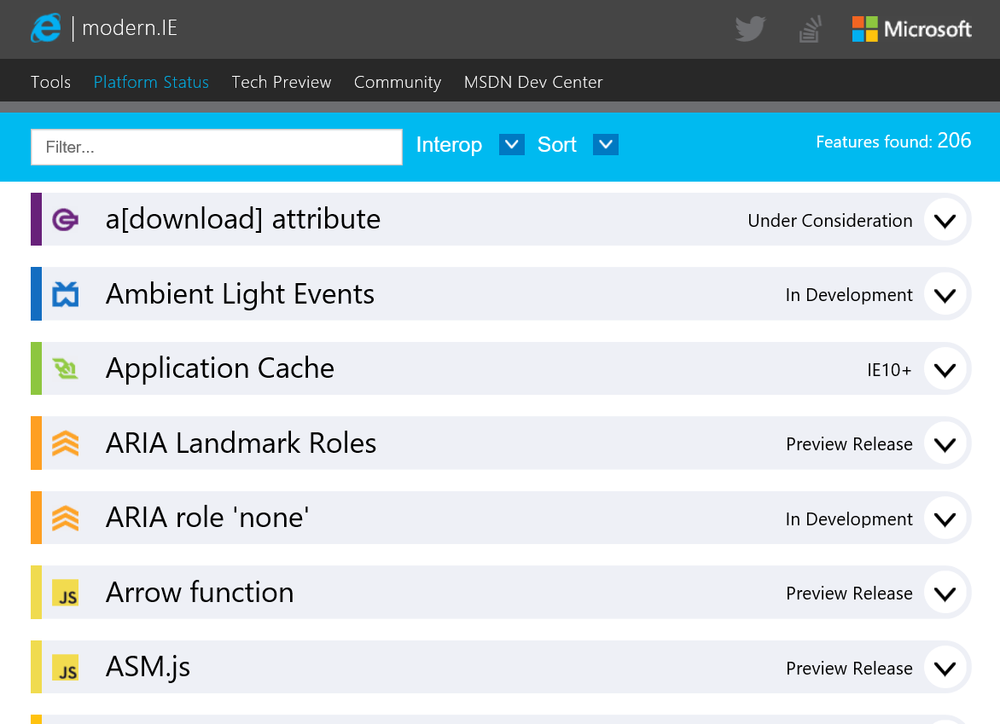 modern.IE
Microsoft
Tools Platform Status Tech Preview Community MSDN Dev Center
Filter... Interop Sort Features found: 206
a[download] attribute Under Consideration
Ambient Light Events In Development
Application Cache IE10+
ARIA Landmark Roles Preview Release
ARIA role 'none' In Development
JS Arrow function Preview Release
JS ASM.js Preview Release